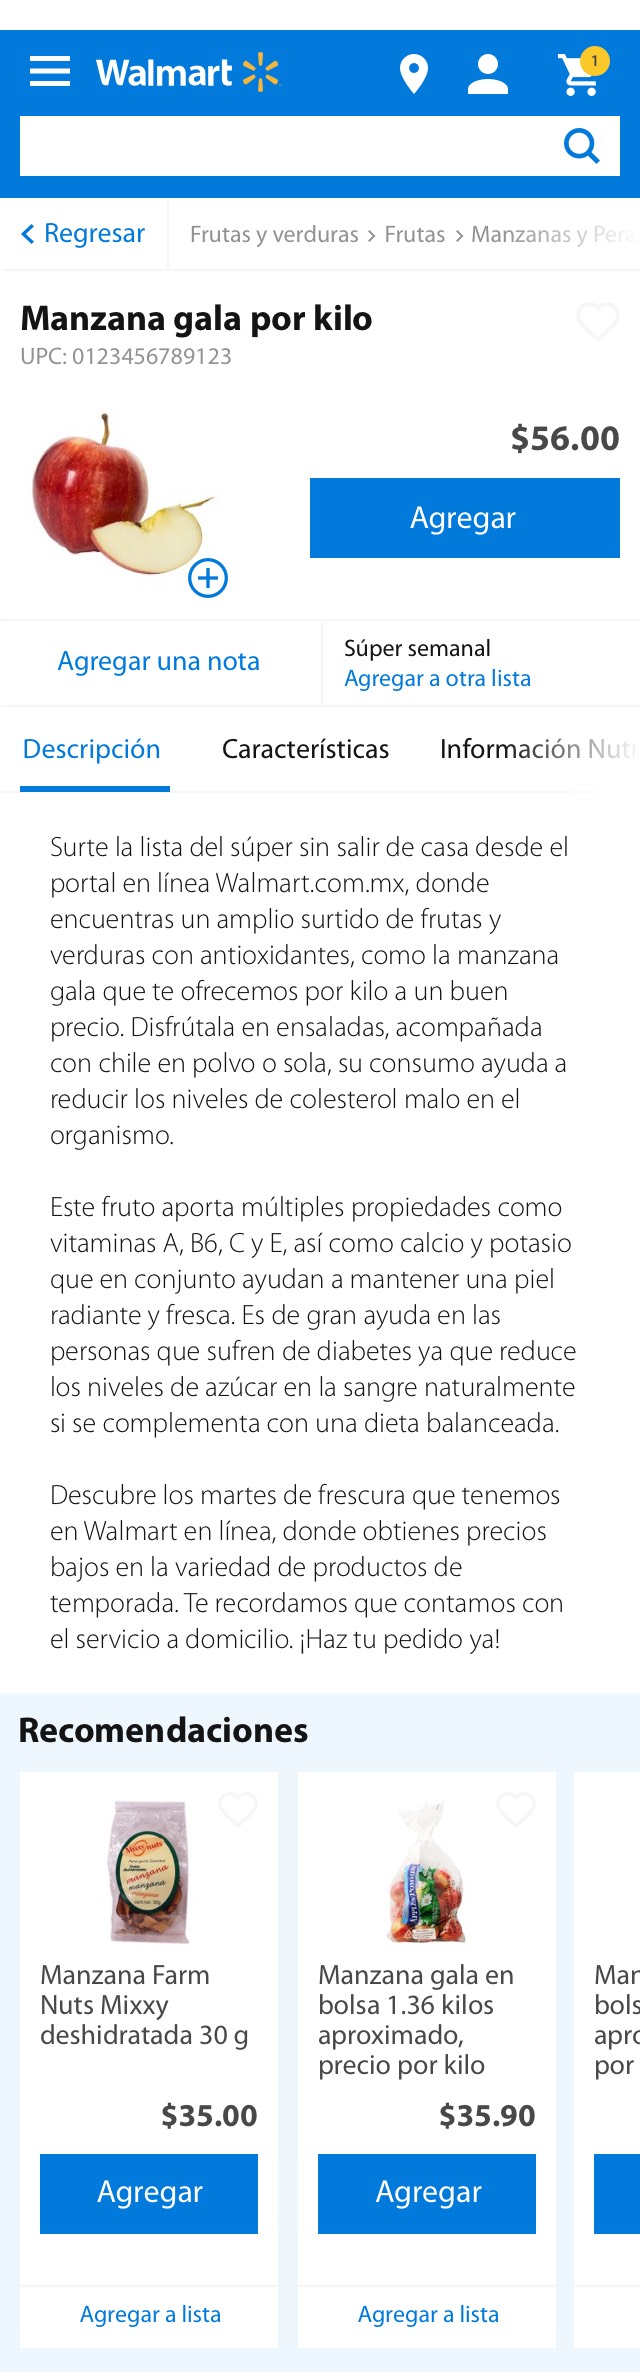 Walmart
1
Regresar
Frutas y verduras › Frutas › Manzanas y Pera
Manzana gala por kilo
UPC: 0123456789123
$56.00
Agregar
Agregar una nota
Súper semanal
Agregar a otra lista
Descripción
Características
Información Nutr
Surte la lista del súper sin salir de casa desde el
portal en línea Walmart.com.mx, donde
encuentras un amplio surtido de frutas y
verduras con antioxidantes, como la manzana
gala que te ofrecemos por kilo a un buen
precio. Disfrútala en ensaladas, acompañada
con chile en polvo o sola, su consumo ayuda a
reducir los niveles de colesterol malo en el
organismo.
Este fruto aporta múltiples propiedades como
vitaminas A, B6, C y E, así como calcio y potasio
que en conjunto ayudan a mantener una piel
radiante y fresca. Es de gran ayuda en las
personas que sufren de diabetes ya que reduce
los niveles de azúcar en la sangre naturalmente
si se complementa con una dieta balanceada.
Descubre los martes de frescura que tenemos
en Walmart en línea, donde obtienes precios
bajos en la variedad de productos de
temporada. Te recordamos que contamos con
el servicio a domicilio. ¡Haz tu pedido ya!
Recomendaciones
Mixxy nuts
manzana
manzana
Manzana Farm
Nuts Mixxy
deshidratada 30 g
$35.00
Agregar
Agregar a lista
Manzana gala en
bolsa 1.36 kilos
aproximado,
precio por kilo
$35.90
Agregar
Agregar a lista
Man
bols
apro
por